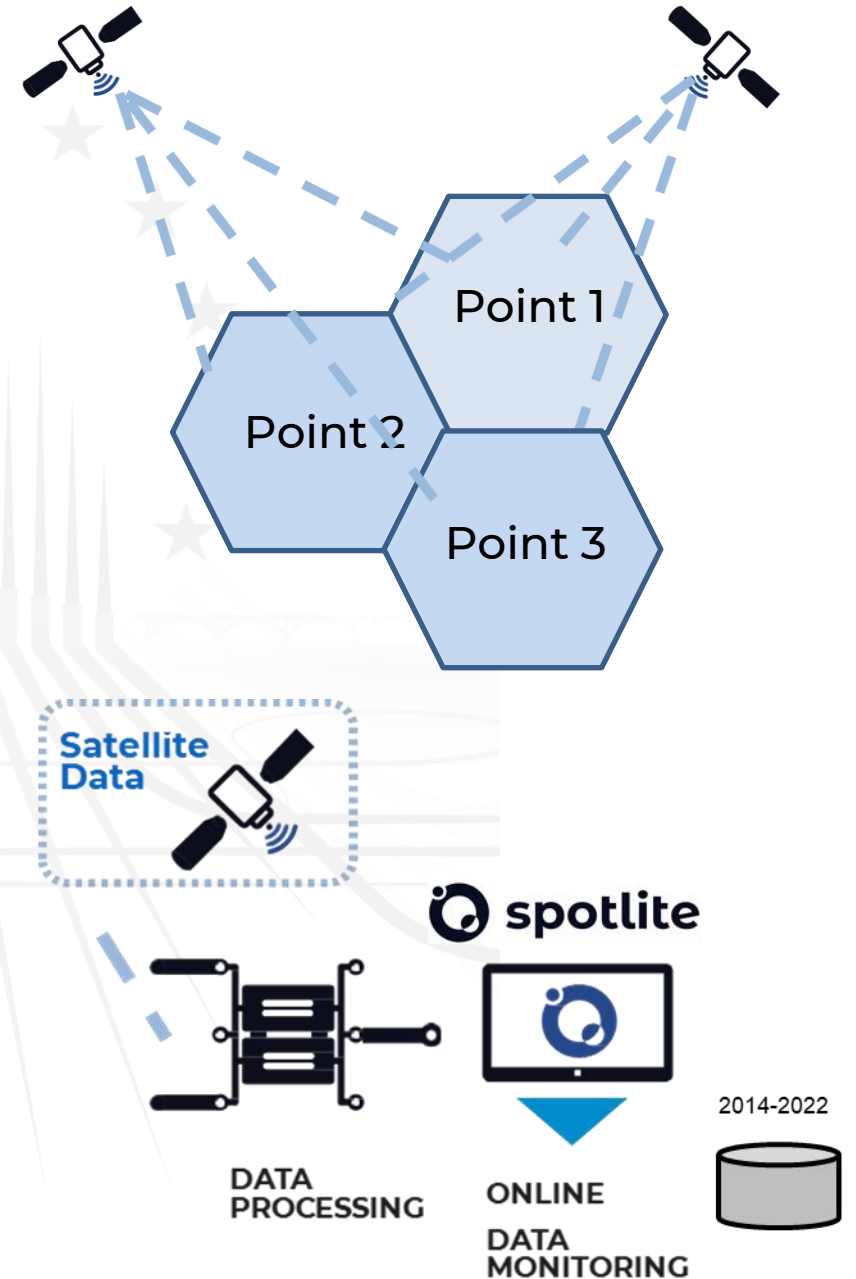 Point 1
Point 2
Point 3
Satellite
Data
spotlite
2014-2022
DATA
PROCESSING
ONLINE
DATA
MONITORING